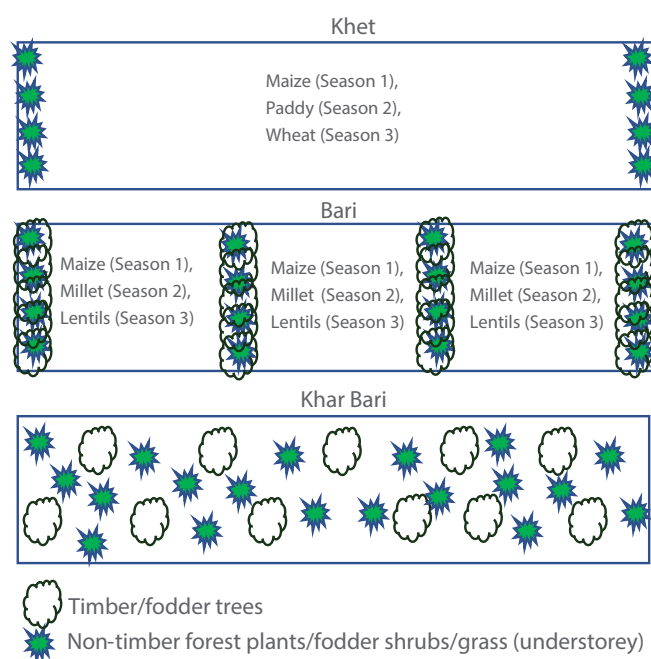 Khet
Maize (Season 1),
Paddy (Season 2),
Wheat (Season 3)
Bari
Maize (Season 1),
Millet (Season 2),
Lentils (Season 3)
Maize (Season 1),
Millet (Season 2),
Lentils (Season 3)
Maize (Season 1),
Millet (Season 2),
Lentils (Season 3)
Khar Bari
Timber/fodder trees
Non-timber forest plants/fodder shrubs/grass (understorey)